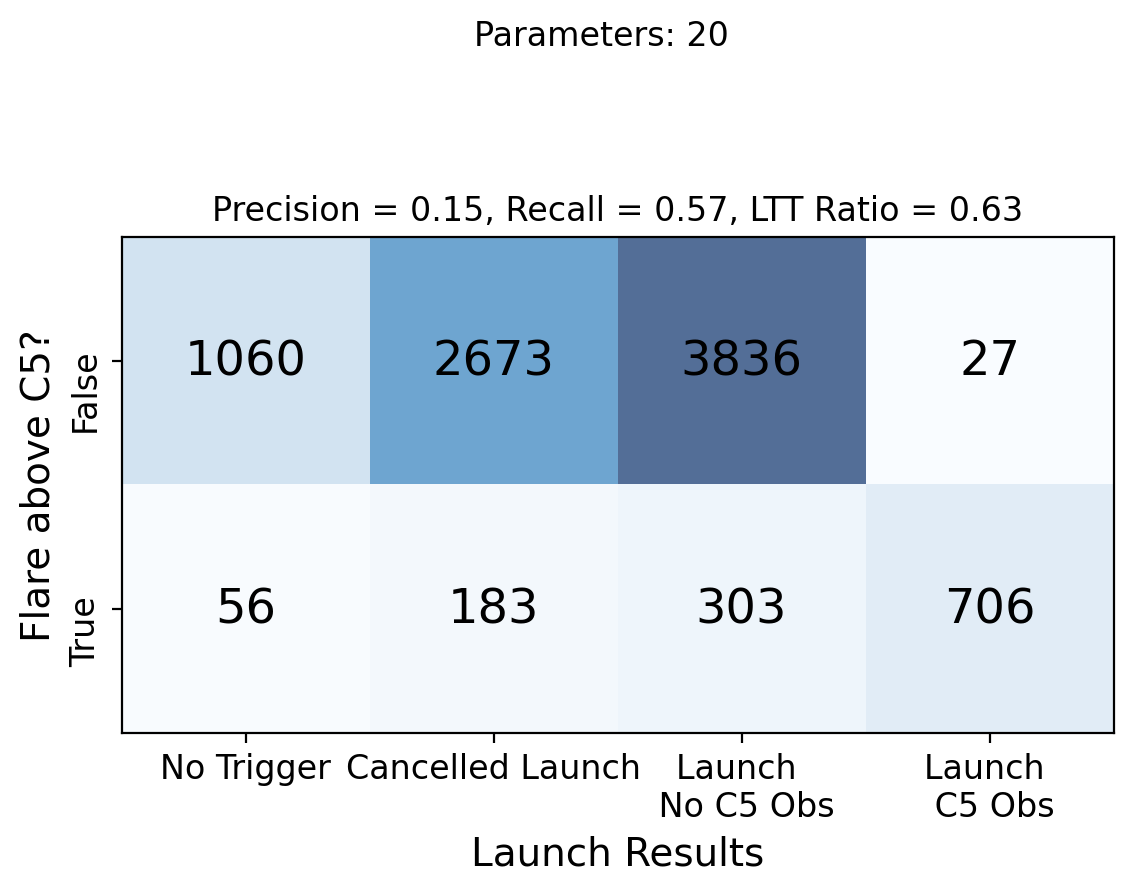 Parameters: 20
Precision = 0.15, Recall = 0.57, LTT Ratio = 0.63
Flare above C5?
False
1060 2673 3836 27
True
56 183 303 706
No Trigger Cancelled Launch Launch No C5 Obs Launch C5 Obs
Launch Results